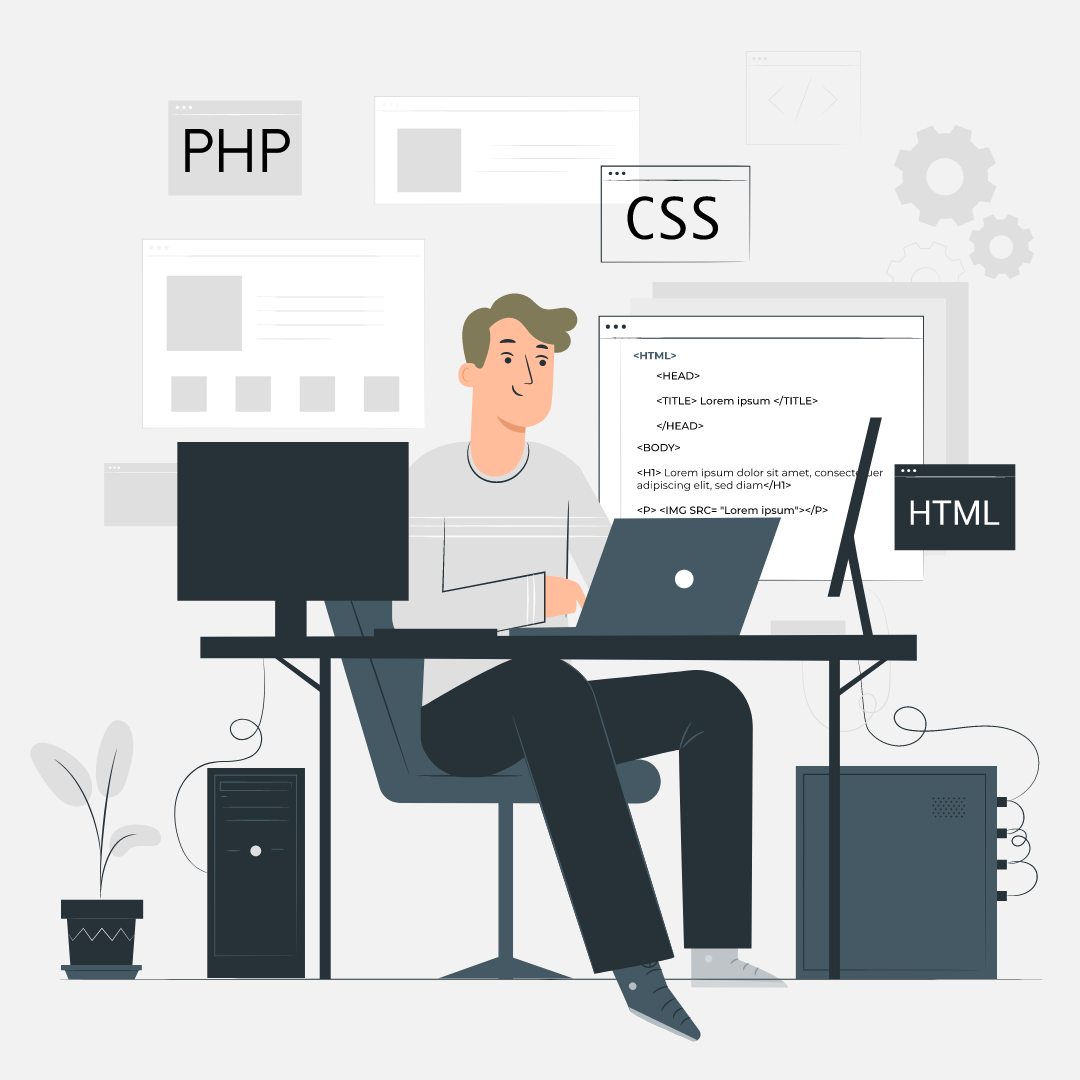 PHP
</>
CSS
<HTML>
<HEAD>
<TITLE> Lorem ipsum </TITLE>
</HEAD>
<BODY>
<H1> Lorem ipsum dolor sit amet, consectetuer
adipiscing elit, sed diam</H1>
<P> <IMG SRC= "Lorem ipsum"></P>
HTML